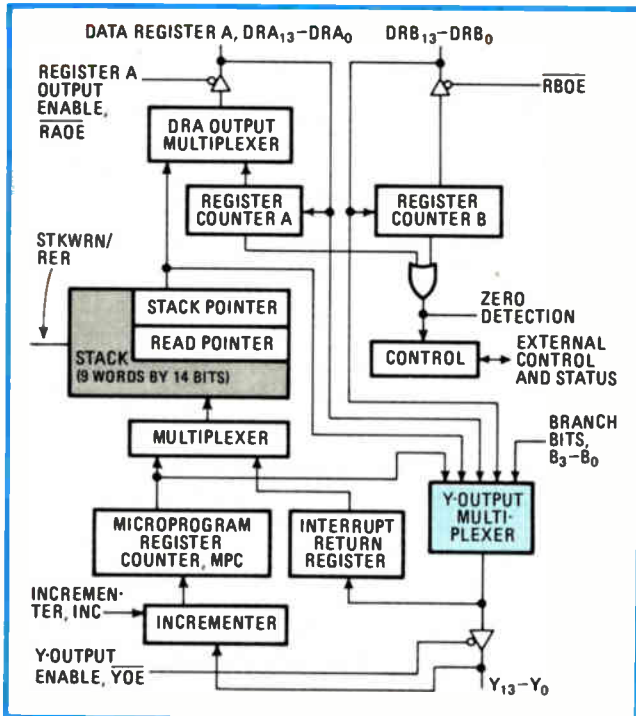 DATA REGISTER A, DRA₁₃–DRA₀
DRB₁₃–DRB₀
REGISTER A
OUTPUT
ENABLE,
RAOE
RBOE
DRA OUTPUT
MULTIPLEXER
REGISTER
COUNTER A
REGISTER
COUNTER B
STKWRN/
RER
STACK POINTER
READ POINTER
STACK
(9 WORDS BY 14 BITS)
ZERO
DETECTION
CONTROL
EXTERNAL
CONTROL
AND STATUS
MULTIPLEXER
BRANCH
BITS,
B₃–B₀
Y-OUTPUT
MULTI-
PLEXER
MICROPROGRAM
REGISTER
COUNTER, MPC
INTERRUPT
RETURN
REGISTER
INCREMEN-
TER, INC
INCREMENTER
Y-OUTPUT
ENABLE, YOE
Y₁₃–Y₀